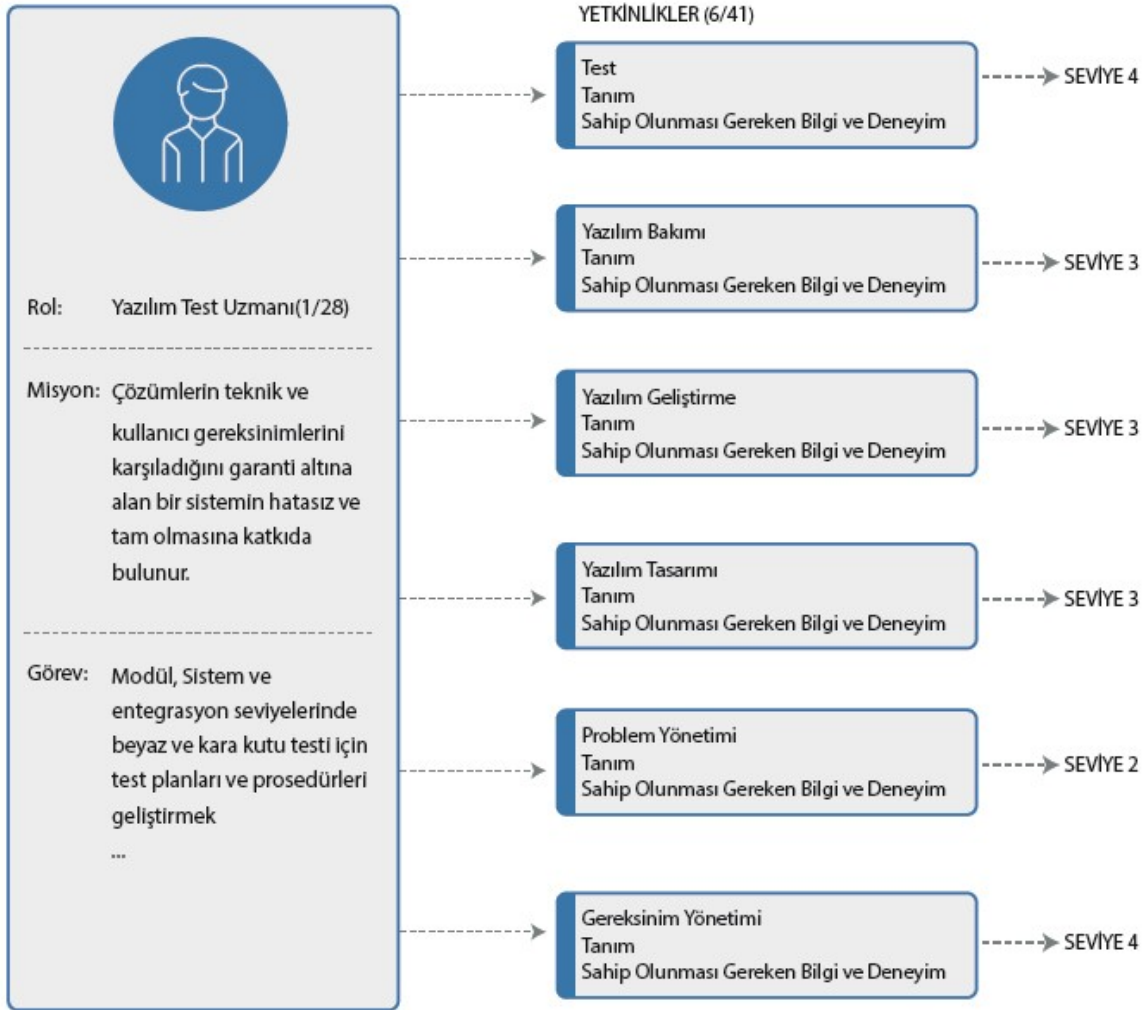 Rol: Yazılım Test Uzmanı(1/28)
Misyon: Çözümlerin teknik ve
kullanıcı gereksinimlerini
karşıladığını garanti altına
alan bir sistemin hatasız ve
tam olmasına katkıda
bulunur.
Görev: Modül, Sistem ve
entegrasyon seviyelerinde
beyaz ve kara kutu testi için
test planları ve prosedürleri
geliştirmek
...
YETKİNLİKLER (6/41)
Test
Tanım
Sahip Olunması Gereken Bilgi ve Deneyim
SEVİYE 4
Yazılım Bakımı
Tanım
Sahip Olunması Gereken Bilgi ve Deneyim
SEVİYE 3
Yazılım Geliştirme
Tanım
Sahip Olunması Gereken Bilgi ve Deneyim
SEVİYE 3
Yazılım Tasarımı
Tanım
Sahip Olunması Gereken Bilgi ve Deneyim
SEVİYE 3
Problem Yönetimi
Tanım
Sahip Olunması Gereken Bilgi ve Deneyim
SEVİYE 2
Gereksinim Yönetimi
Tanım
Sahip Olunması Gereken Bilgi ve Deneyim
SEVİYE 4